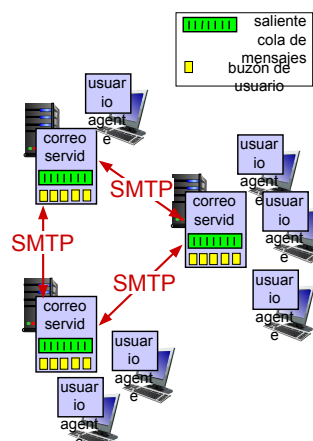 saliente
cola de
mensajes
buzón de
usuario
usuar
io
agent
e
correo
servid
SMTP
usuar
io
agent
e
correo
servid
usuar
io
agent
e
SMTP
SMTP
usuar
io
agent
e
correo
servid
usuar
io
agent
e
usuar
io
agent
e